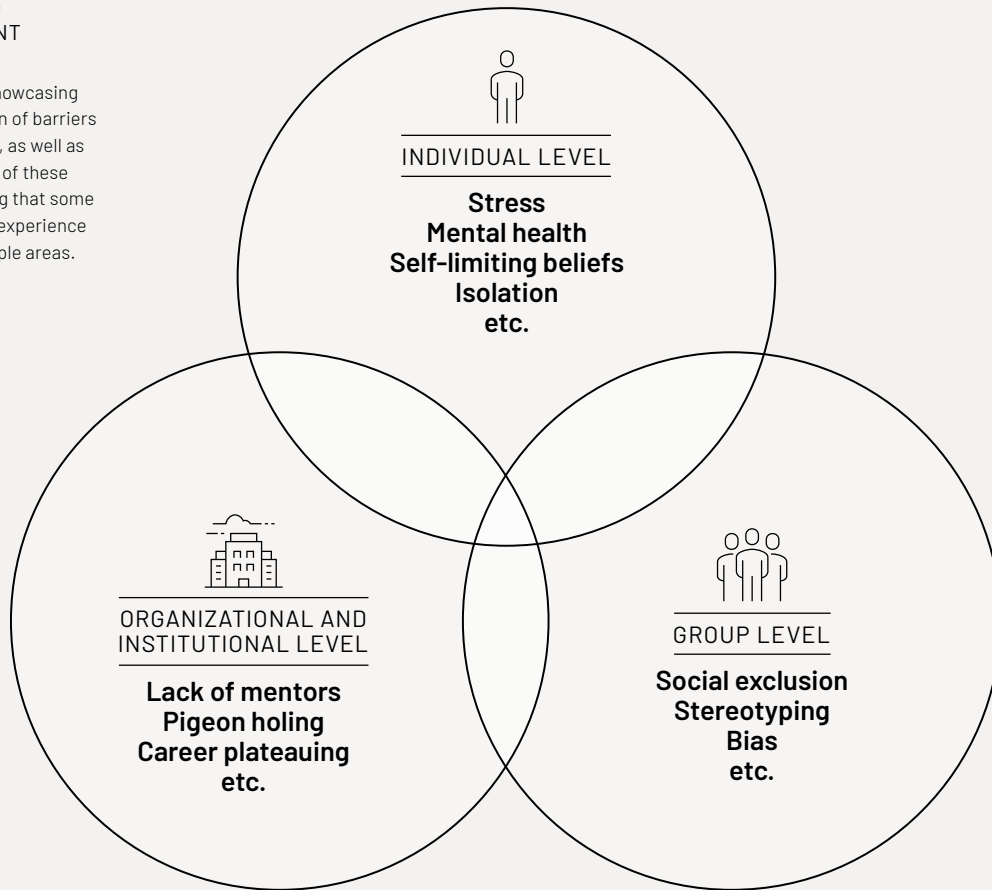 howcasing
n of barriers
, as well as
of these
g that some
experience
ple areas.
INDIVIDUAL LEVEL
Stress
Mental health
Self-limiting beliefs
Isolation
etc.
ORGANIZATIONAL AND
INSTITUTIONAL LEVEL
Lack of mentors
Pigeon holing
Career plateauing
etc.
GROUP LEVEL
Social exclusion
Stereotyping
Bias
etc.